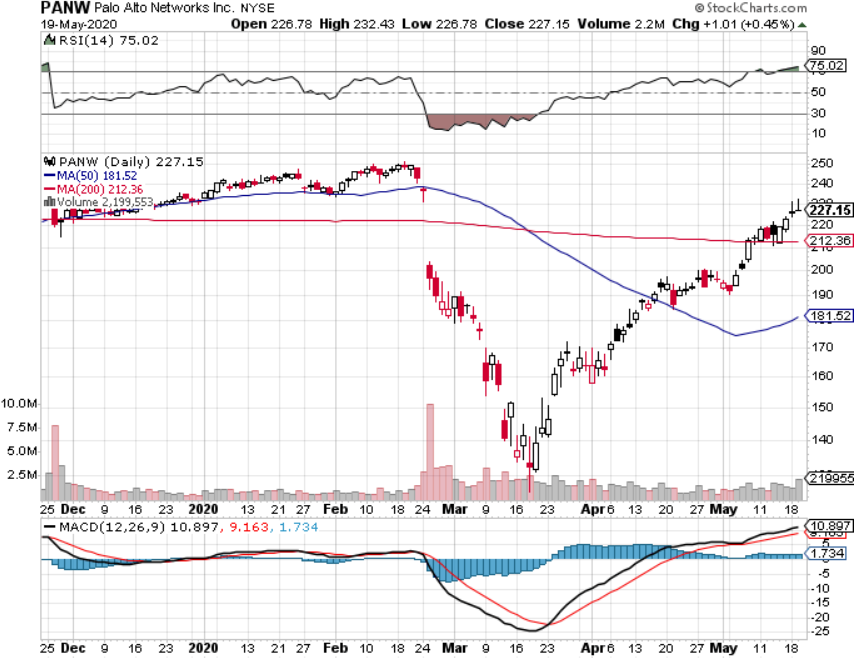 PANW Palo Alto Networks Inc. NYSE © StockCharts.com
19-May-2020 Open 226.78 High 232.43 Low 226.78 Close 227.15 Volume 2.2M Chg +1.01 (+0.45%)
RSI(14) 75.02
90
75.02
50
30
10
PANW (Daily) 227.15
MA(50) 181.52
MA(200) 212.36
Volume 2,199,553
250
240
227.15
220
212.36
200
190
181.52
170
160
150
140
10.0M
7.5M
5.0M
2.5M
219955
25 Dec 9 16 23 2020 13 21 27 Feb 10 18 24 Mar 9 16 23 Apr 6 13 20 27 May 11 18
MACD(12,26,9) 10.897, 9.163, 1.734
10.897
9.163
1.734
-5
-10
-15
-20
-25
25 Dec 9 16 23 2020 13 21 27 Feb 10 18 24 Mar 9 16 23 Apr 6 13 20 27 May 11 18